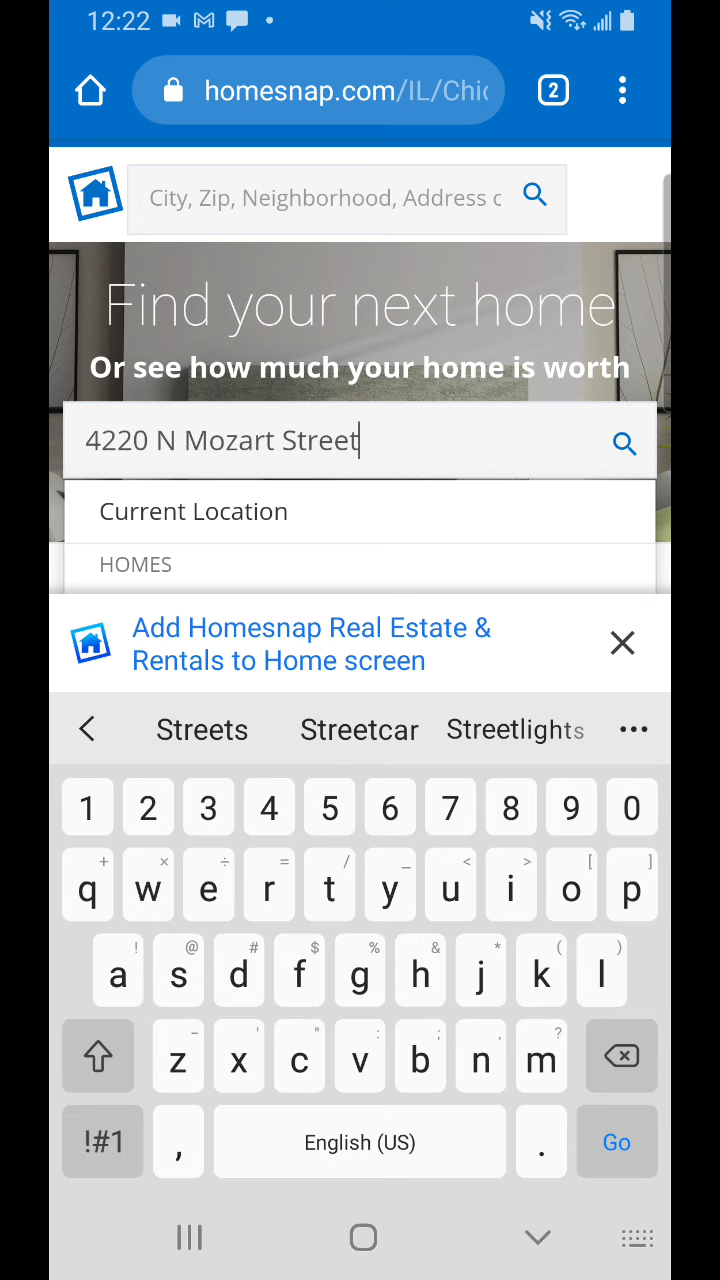 12:22
2
homesnap.com/IL/Chic
City, Zip, Neighborhood, Address c
Find your next home
Or see how much your home is worth
4220 N Mozart Street
Current Location
HOMES
Add Homesnap Real Estate &
Rentals to Home screen
Streets Streetcar Streetlights
1 2 3 4 5 6 7 8 9 0
+ × ÷ = / _ < > [ ]
q w e r t y u i o p
! @ # $ % & * ( )
a s d f g h j k l
- ' " : ; , ?
z x c v b n m
!#1 , English (US) . Go